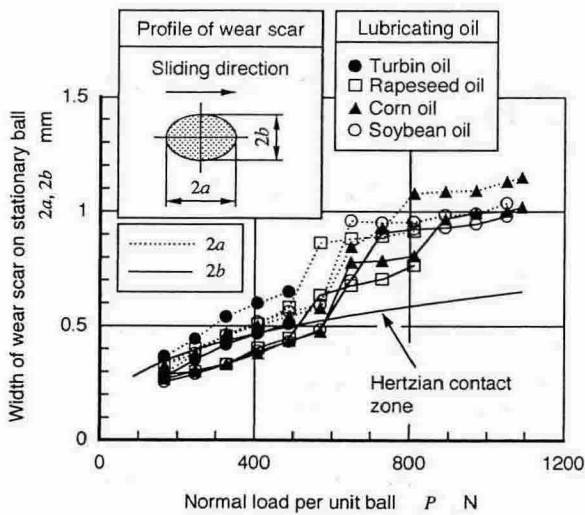 Profile of wear scar
Sliding direction
2b
2a
Lubricating oil
Turbin oil
Rapeseed oil
Corn oil
Soybean oil
2a
2b
Width of wear scar on stationary ball
2a, 2b mm
1.5
1
0.5
0
Hertzian contact
zone
0 400 800 1200
Normal load per unit ball P N